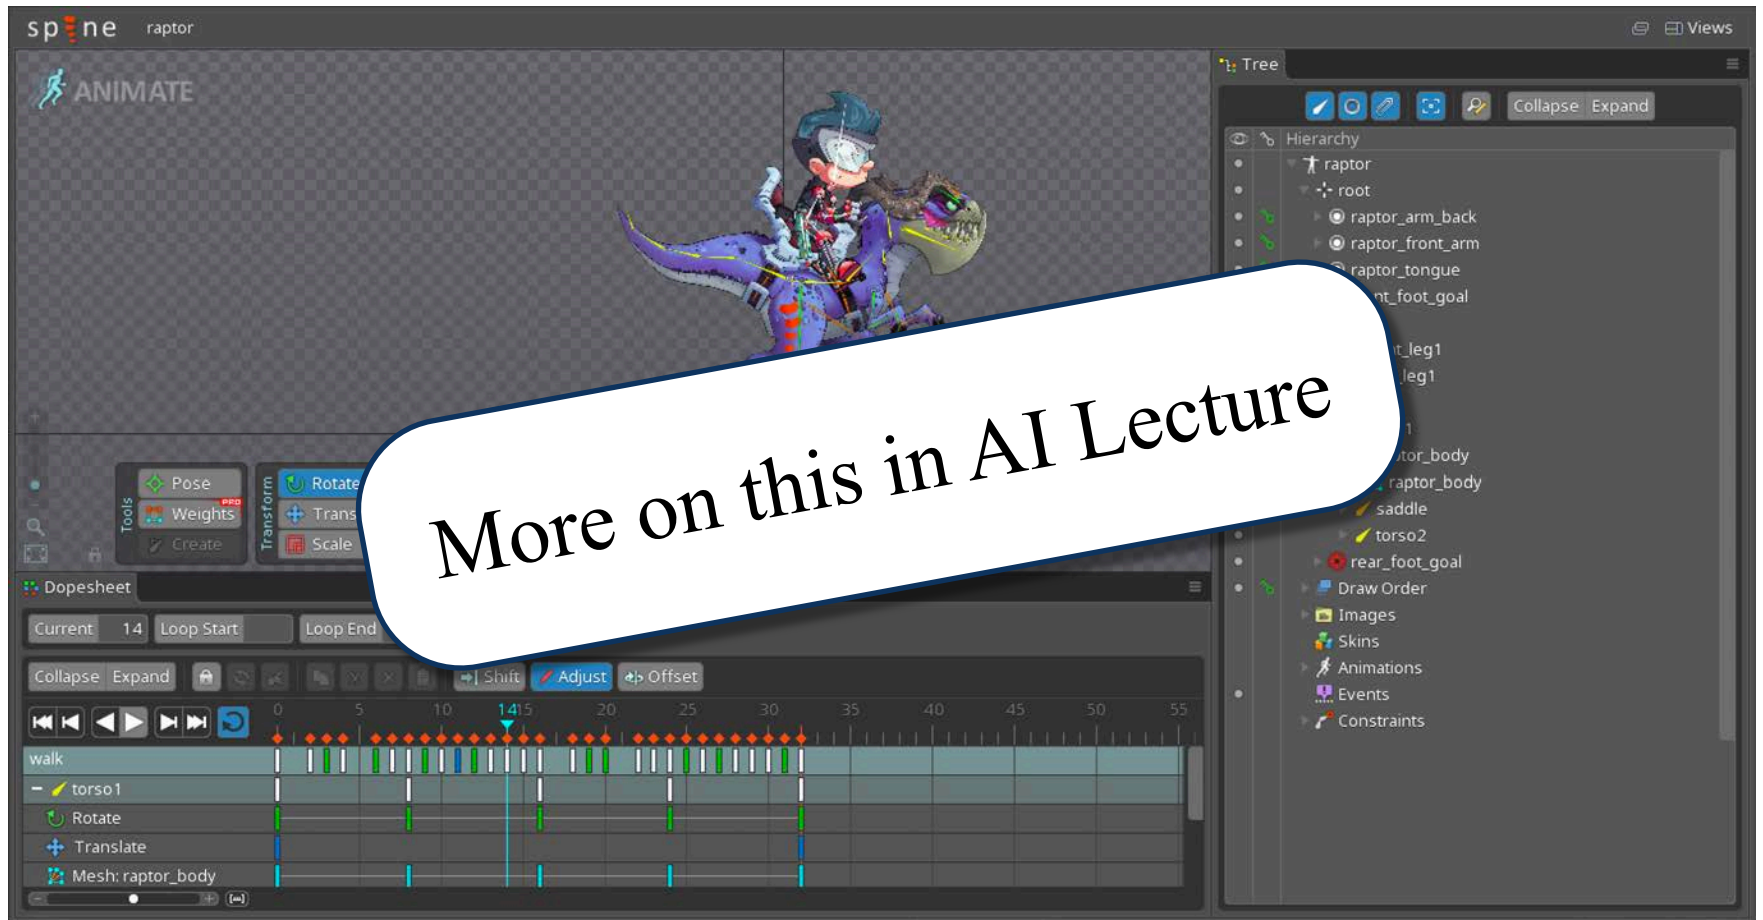 spine raptor Views
ANIMATE
Tree
Collapse Expand
Hierarchy
raptor
root
raptor_arm_back
raptor_front_arm
raptor_tongue
nt_foot_goal
t_leg1
leg1
1
tor_body
raptor_body
saddle
torso2
rear_foot_goal
Draw Order
Images
Skins
Animations
Events
Constraints
More on this in AI Lecture
Tools
Pose
Weights PRO
Create
Transform
Rotate
Trans
Scale
Dopesheet
Current 14 Loop Start Loop End
Collapse Expand Shift Adjust Offset
0 5 10 14 15 20 25 30 35 40 45 50 55
walk
torso1
Rotate
Translate
Mesh: raptor_body